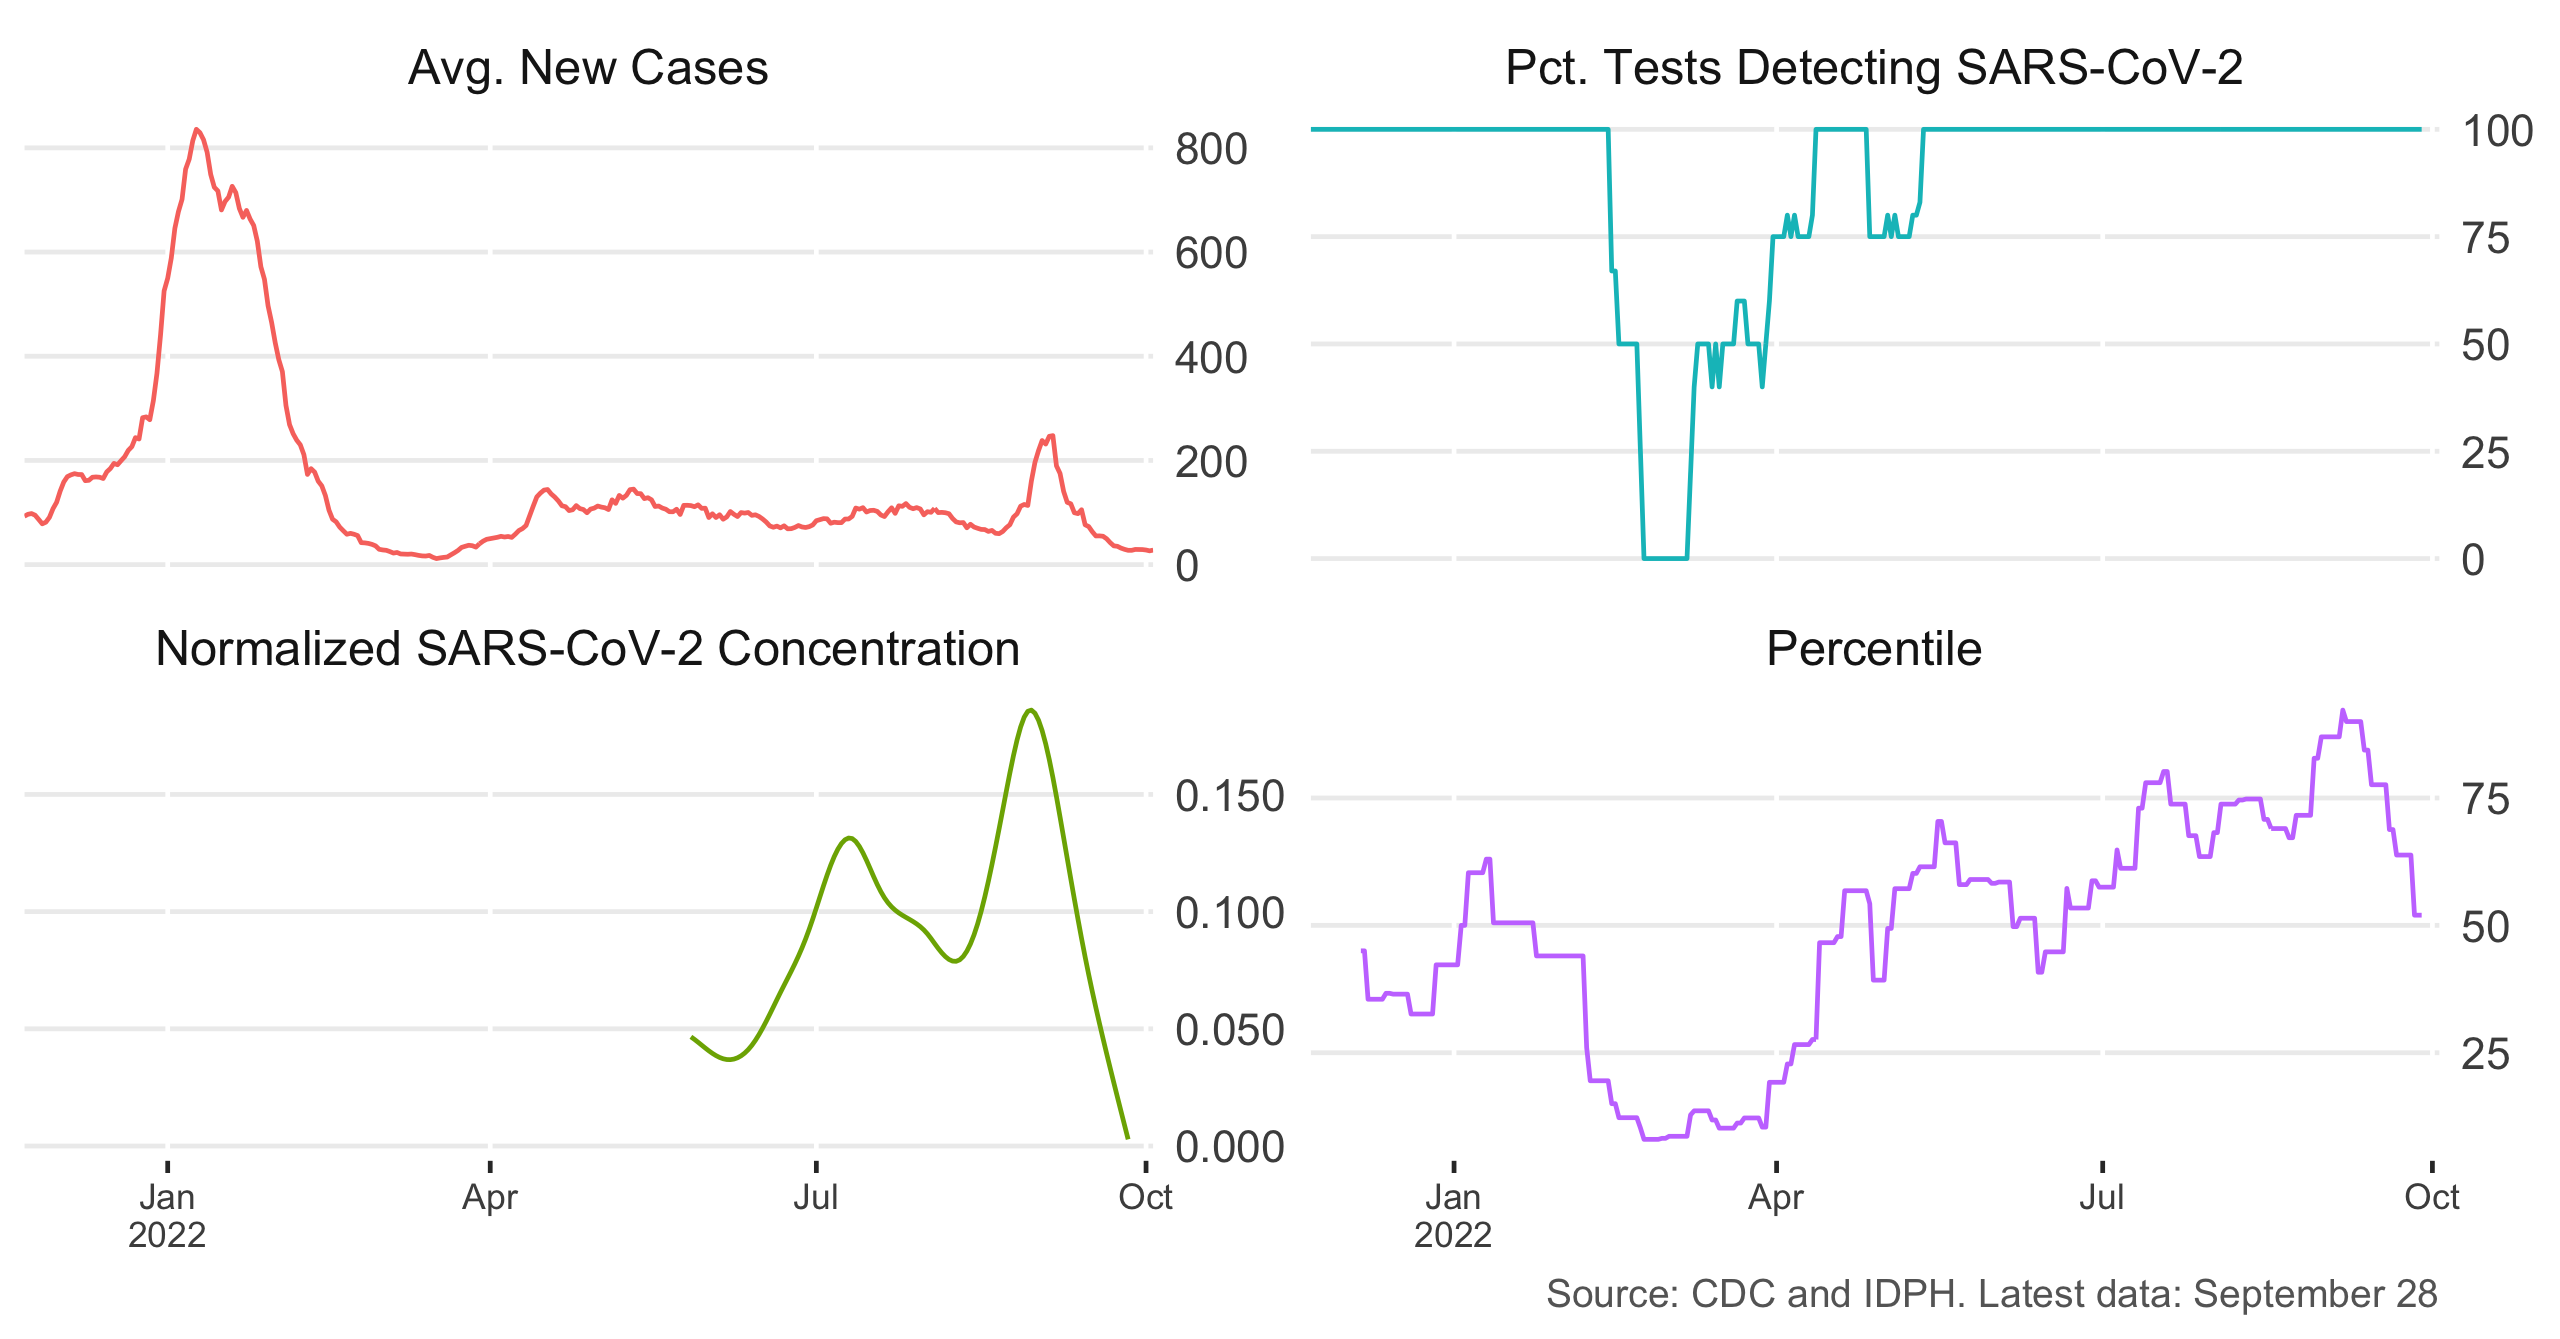 Avg. New Cases
800
600
400
200
0
Pct. Tests Detecting SARS-CoV-2
100
75
50
25
0
Normalized SARS-CoV-2 Concentration
0.150
0.100
0.050
0.000
Jan Apr Jul Oct
2022
Percentile
75
50
25
Jan Apr Jul Oct
2022
Source: CDC and IDPH. Latest data: September 28